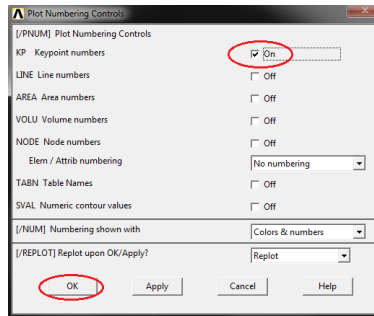 Plot Numbering Controls
[/PNUM] Plot Numbering Controls
KP Keypoint numbers On
LINE Line numbers Off
AREA Area numbers Off
VOLU Volume numbers Off
NODE Node numbers Off
Elem / Attrib numbering No numbering
TABN Table Names Off
SVAL Numeric contour values Off
[/NUM] Numbering shown with Colors & numbers
[/REPLOT] Replot upon OK/Apply? Replot
OK Apply Cancel Help